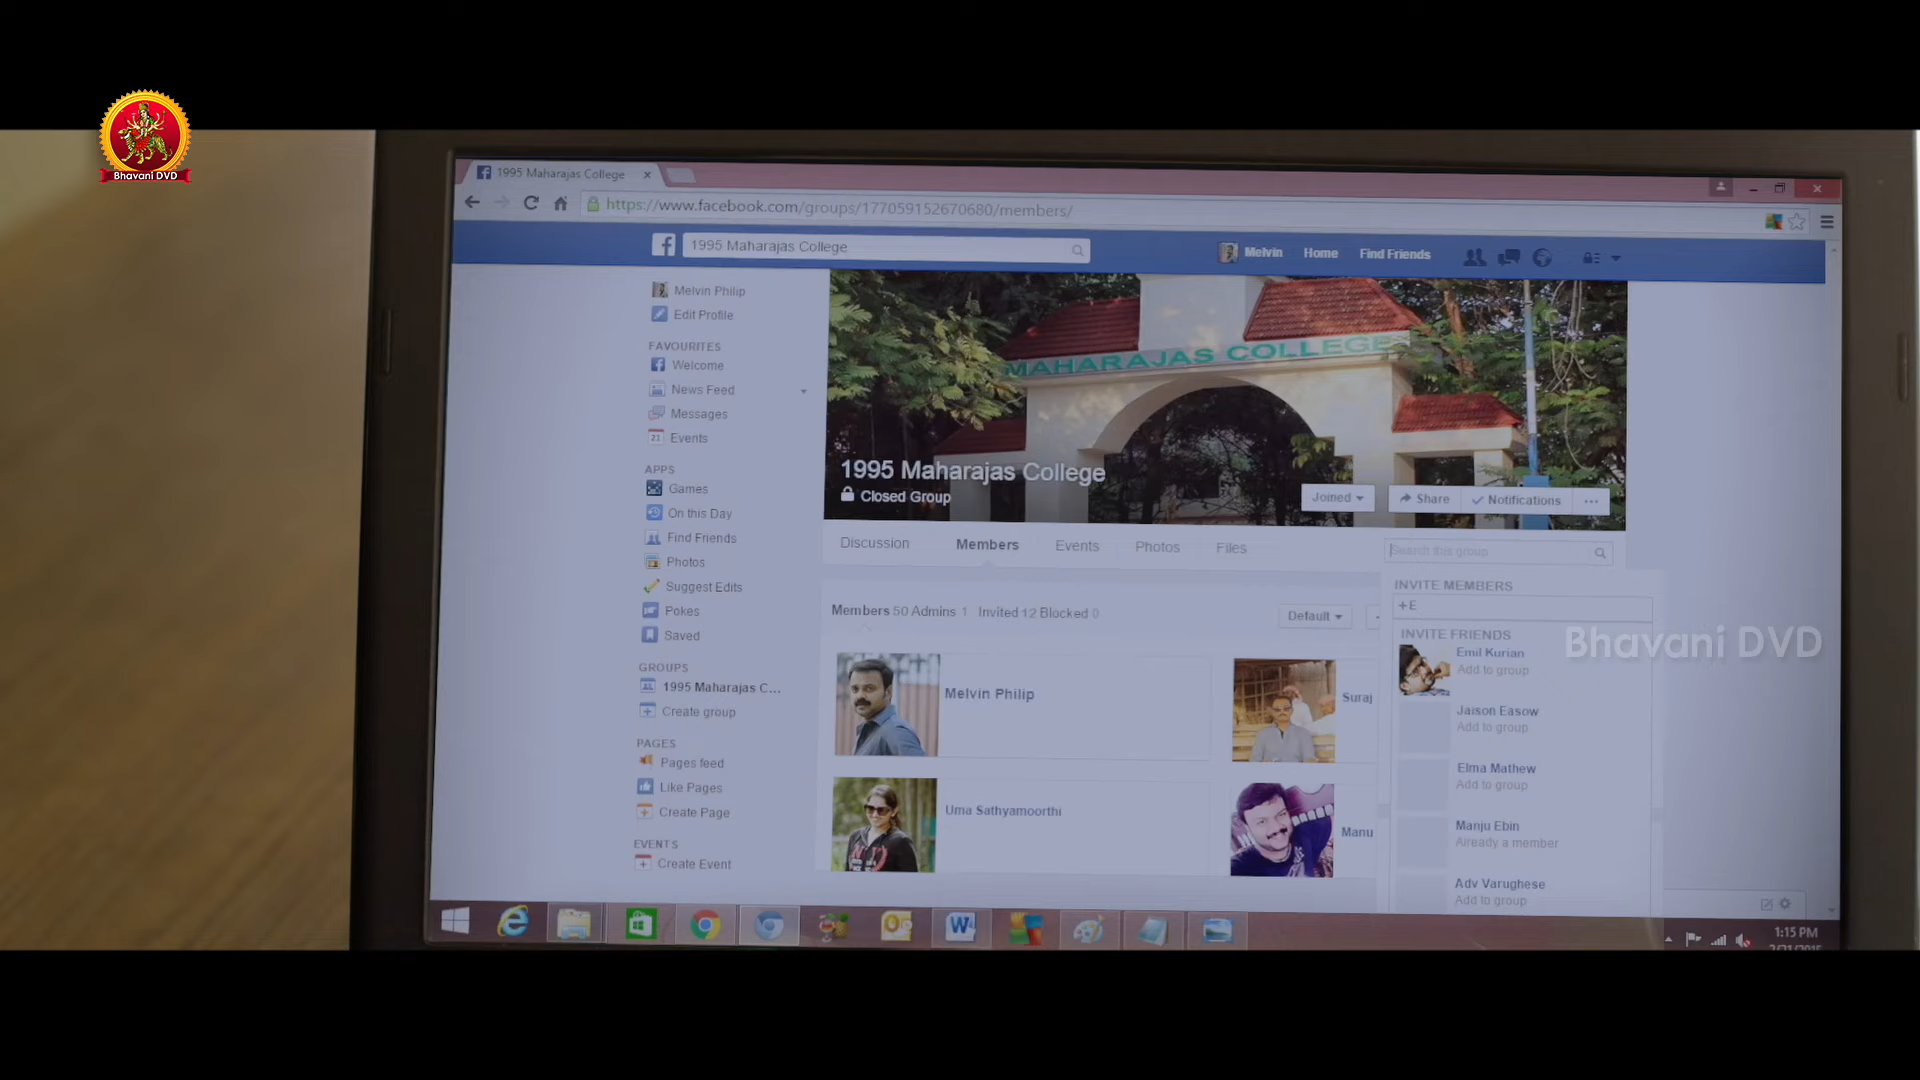 Bhavani DVD
1995 Maharajas College
https://www.facebook.com/groups/177059152670680/members/
1995 Maharajas College
Melvin
Home
Find Friends
Melvin Philip
Edit Profile
FAVOURITES
Welcome
News Feed
Messages
Events
APPS
Games
On this Day
Find Friends
Photos
Suggest Edits
Pokes
Saved
GROUPS
1995 Maharajas C...
Create group
PAGES
Pages feed
Like Pages
Create Page
EVENTS
Create Event
MAHARAJAS COLLEGE
1995 Maharajas College
Closed Group
Joined
Share
Notifications
...
Discussion
Members
Events
Photos
Files
Search this group
Members 50 Admins 1 Invited 12 Blocked 0
Default
Melvin Philip
Suraj
Uma Sathyamoorthi
Manu
INVITE MEMBERS
+E
INVITE FRIENDS
Emil Kurian
Add to group
Jaison Easow
Add to group
Elma Mathew
Add to group
Manju Ebin
Already a member
Adv Varughese
Add to group
Bhavani DVD
1:15 PM